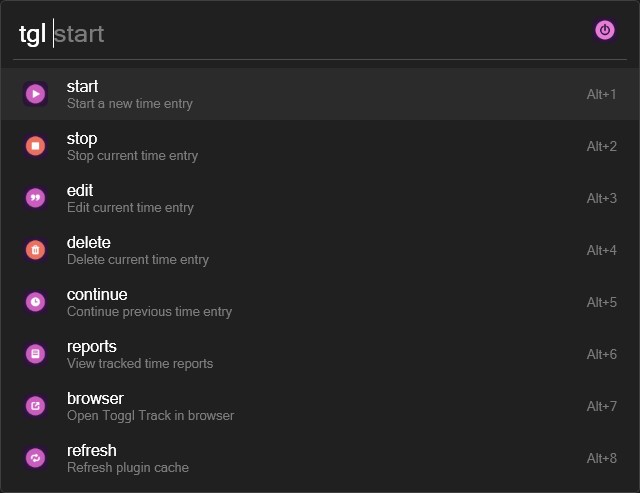 tgl start
start
Start a new time entry
Alt+1
stop
Stop current time entry
Alt+2
edit
Edit current time entry
Alt+3
delete
Delete current time entry
Alt+4
continue
Continue previous time entry
Alt+5
reports
View tracked time reports
Alt+6
browser
Open Toggl Track in browser
Alt+7
refresh
Refresh plugin cache
Alt+8